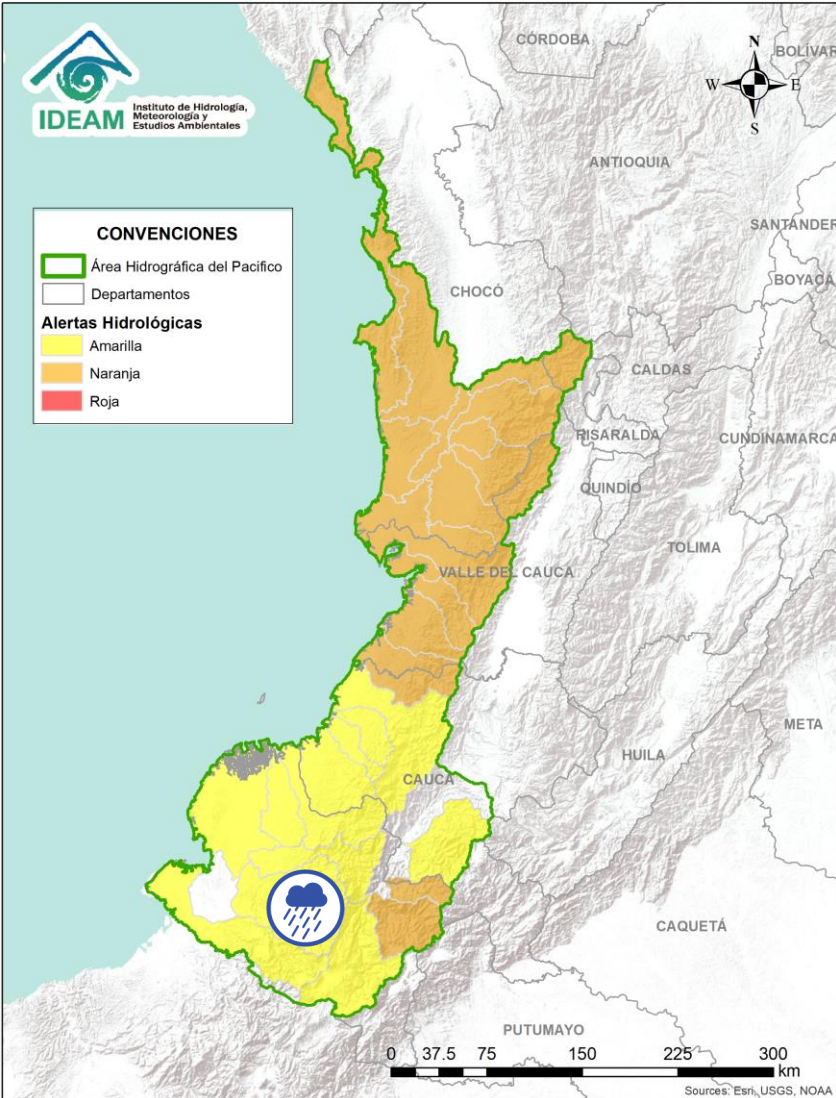 IDEAM
Instituto de Hidrología,
Meteorología y
Estudios Ambientales
N
W
E
S
CONVENCIONES
Área Hidrográfica del Pacifico
Departamentos
Alertas Hidrológicas
Amarilla
Naranja
Roja
CÓRDOBA
BOLÍVAR
ANTIOQUIA
SANTANDER
BOYACÁ
CHOCÓ
CALDAS
RISARALDA
CUNDINAMARCA
QUINDÍO
TOLIMA
VALLE DEL CAUCA
META
HUILA
CAUCA
CAQUETÁ
PUTUMAYO
0 37.5 75 150 225 300
km
Sources: Esri, USGS, NOAA